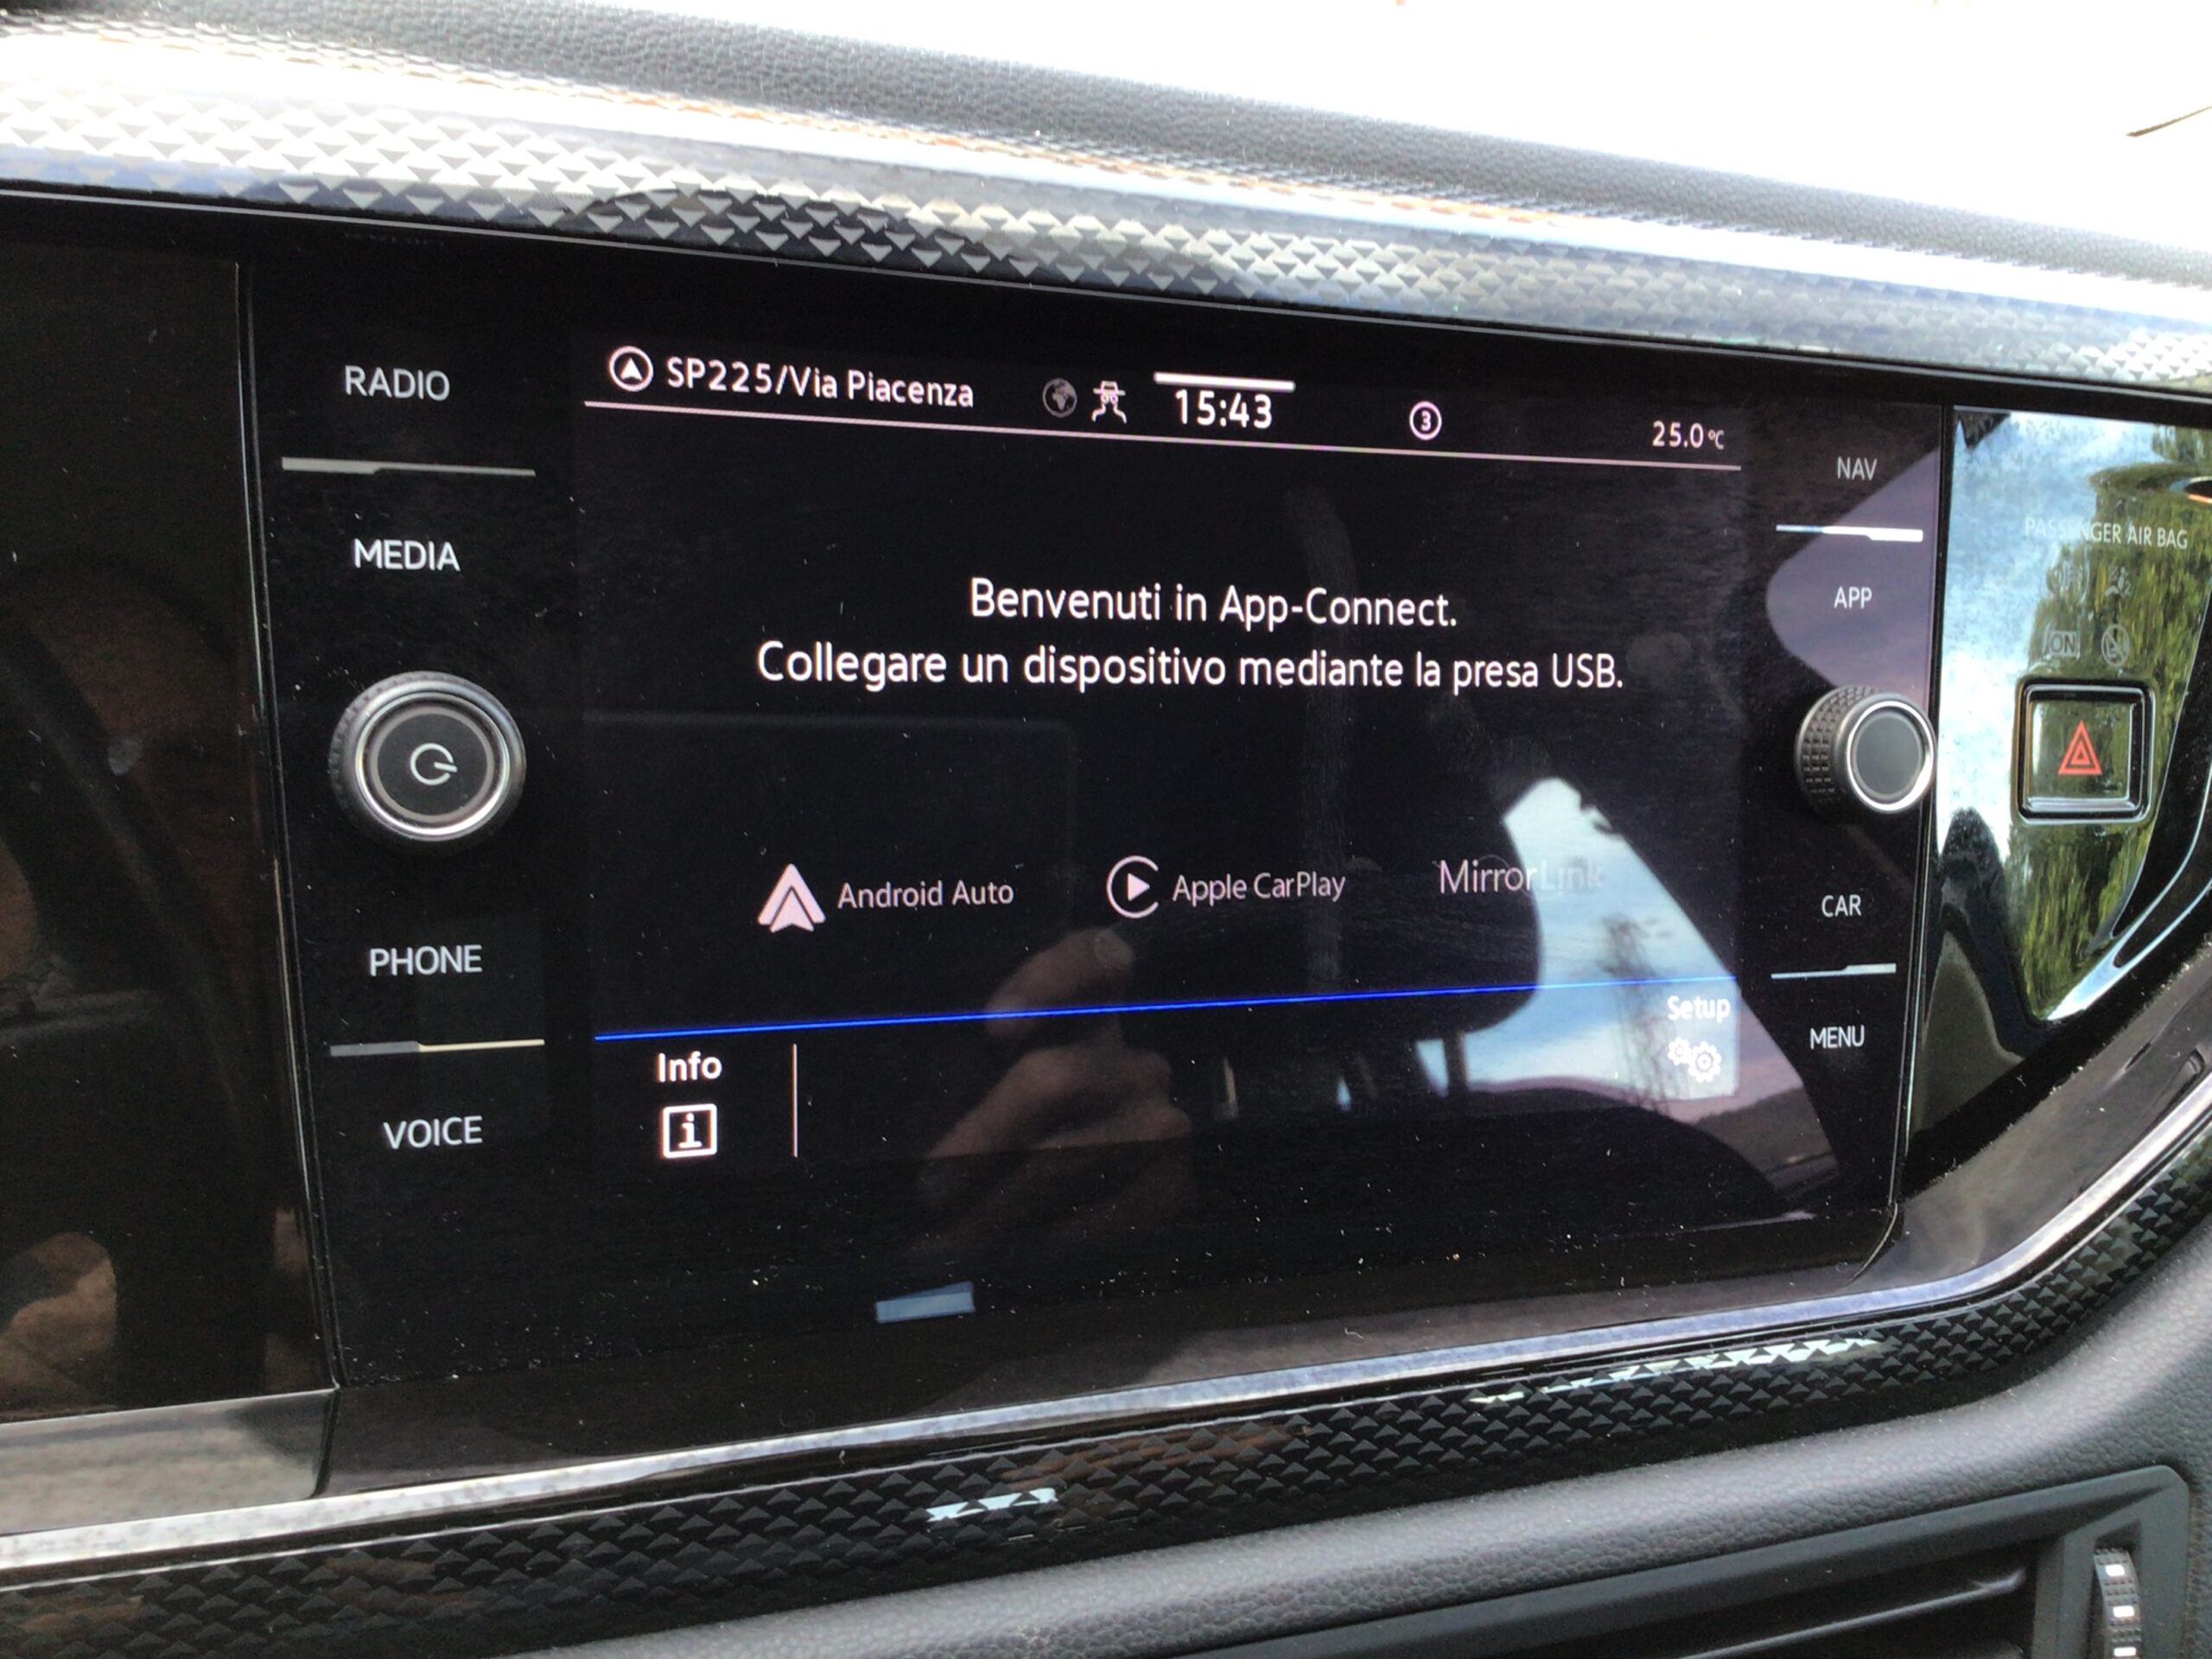 RADIO
MEDIA
PHONE
VOICE
SP225/Via Piacenza
15:43
3
25.0°C
Benvenuti in App-Connect.
Collegare un dispositivo mediante la presa USB.
Android Auto
Apple CarPlay
MirrorLink
Info
i
Setup
NAV
APP
CAR
MENU
PASSENGER AIR BAG
ON